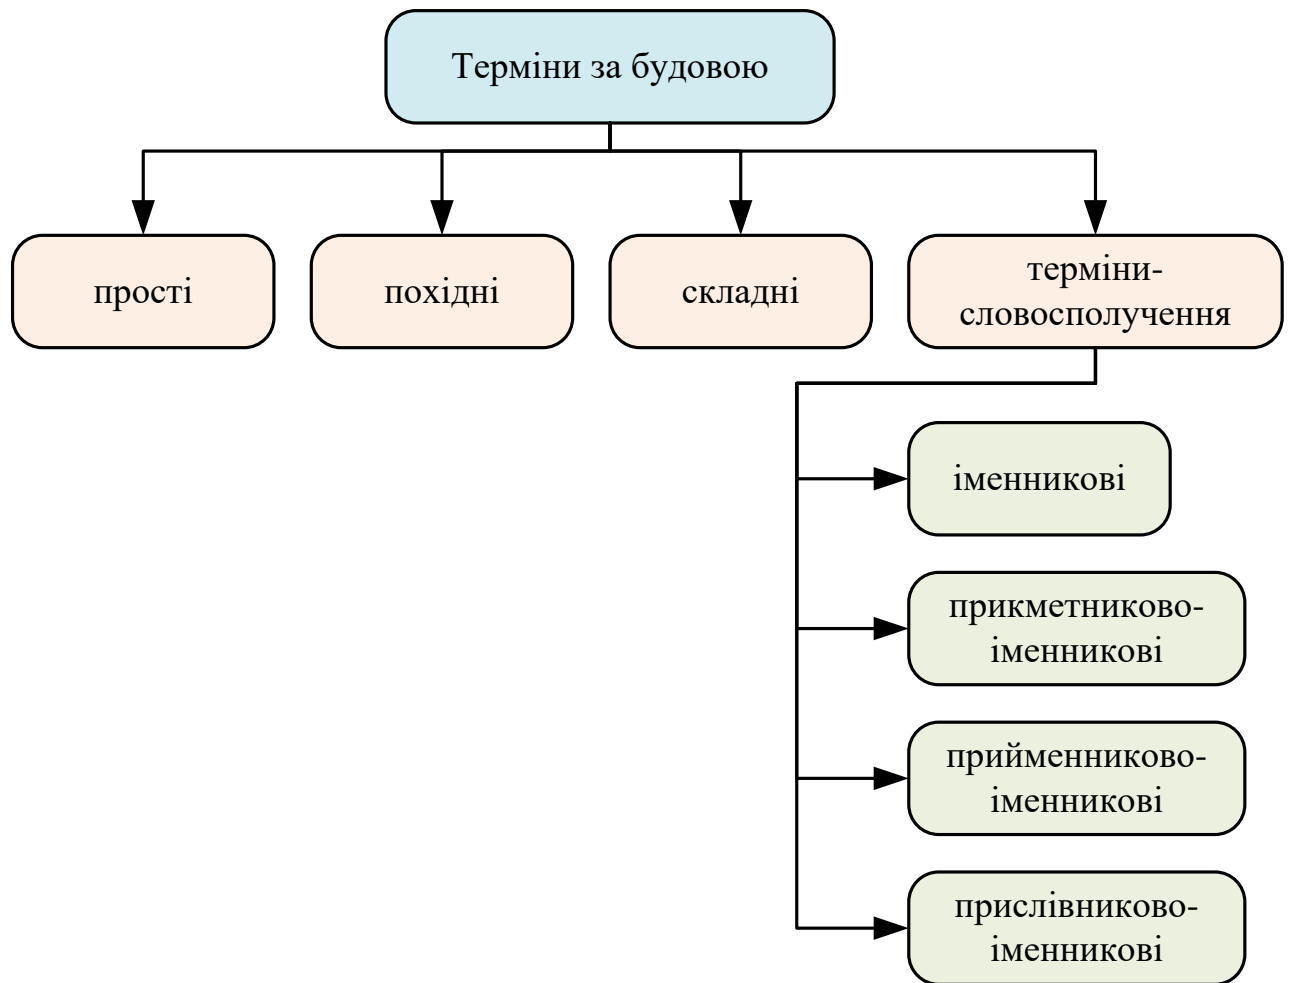 Терміни за будовою
прості
похідні
складні
терміни-
словосполучення
іменникові
прикметниково-
іменникові
прийменниково-
іменникові
прислівниково-
іменникові